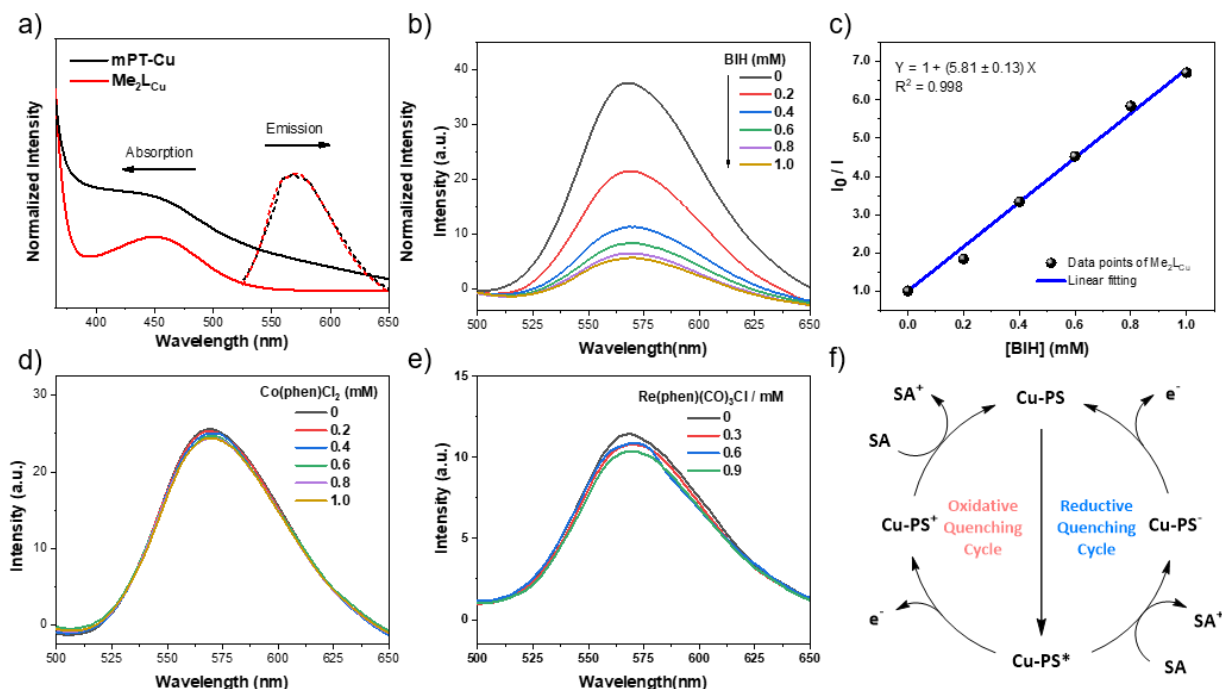 a)
mPT-Cu
Me₂L_Cu
Emission
Absorption
Normalized Intensity
400 450 500 550 600 650
Wavelength (nm)
b)
BIH (mM)
0
0.2
0.4
0.6
0.8
1.0
Normalized Intensity
Intensity (a.u.)
40
30
20
10
0
500 525 550 575 600 625 650
Wavelength(nm)
c)
Y = 1 + (5.81 ± 0.13) X
R² = 0.998
I₀ / I
7.0
6.0
5.0
4.0
3.0
2.0
1.0
Data points of Me₂L_Cu
Linear fitting
0.0 0.2 0.4 0.6 0.8 1.0
[BIH] (mM)
d)
Co(phen)Cl₂ (mM)
0
0.2
0.4
0.6
0.8
1.0
Intensity (a.u.)
30
20
10
0
500 525 550 575 600 625 650
Wavelength(nm)
e)
Re(phen)(CO)₃Cl / mM
0
0.3
0.6
0.9
Intensity (a.u.)
15
10
5
0
500 525 550 575 600 625 650
Wavelength(nm)
f)
SA⁺
Cu-PS
e⁻
SA
Cu-PS⁺
Oxidative
Quenching
Cycle
Reductive
Quenching
Cycle
Cu-PS⁻
e⁻
Cu-PS*
SA⁺
SA